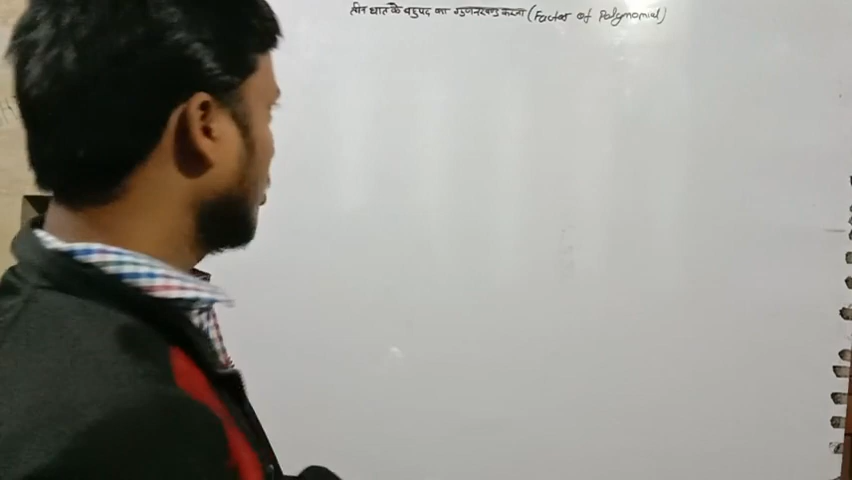 तीन घात के बहुपद का गुणनखण्ड करना (Factor of Polynomial)